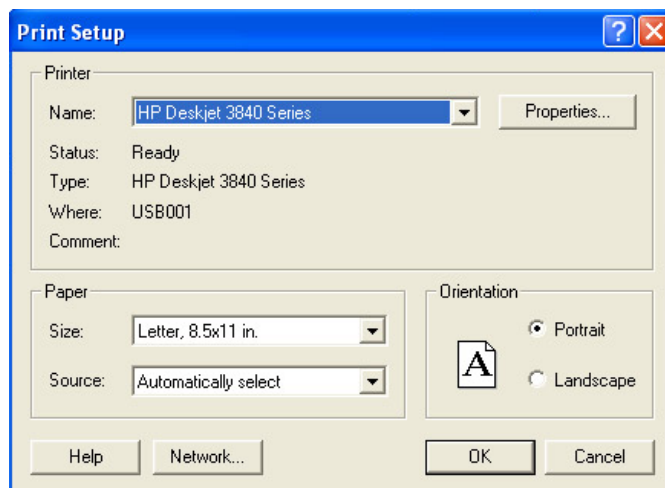 Print Setup
Printer
Name: HP Deskjet 3840 Series Properties...
Status: Ready
Type: HP Deskjet 3840 Series
Where: USB001
Comment:
Paper
Size: Letter, 8.5x11 in.
Source: Automatically select
Orientation
A
Portrait
Landscape
Help Network... OK Cancel